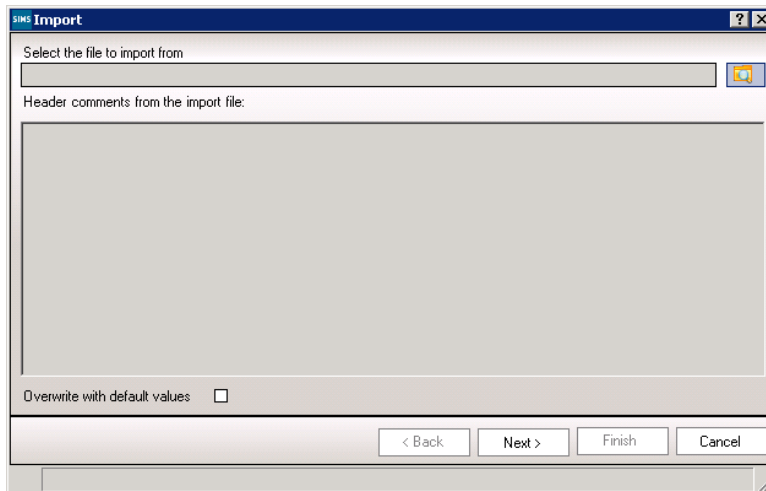 SIMS Import ? X
Select the file to import from
Header comments from the import file:
Overwrite with default values
< Back Next > Finish Cancel